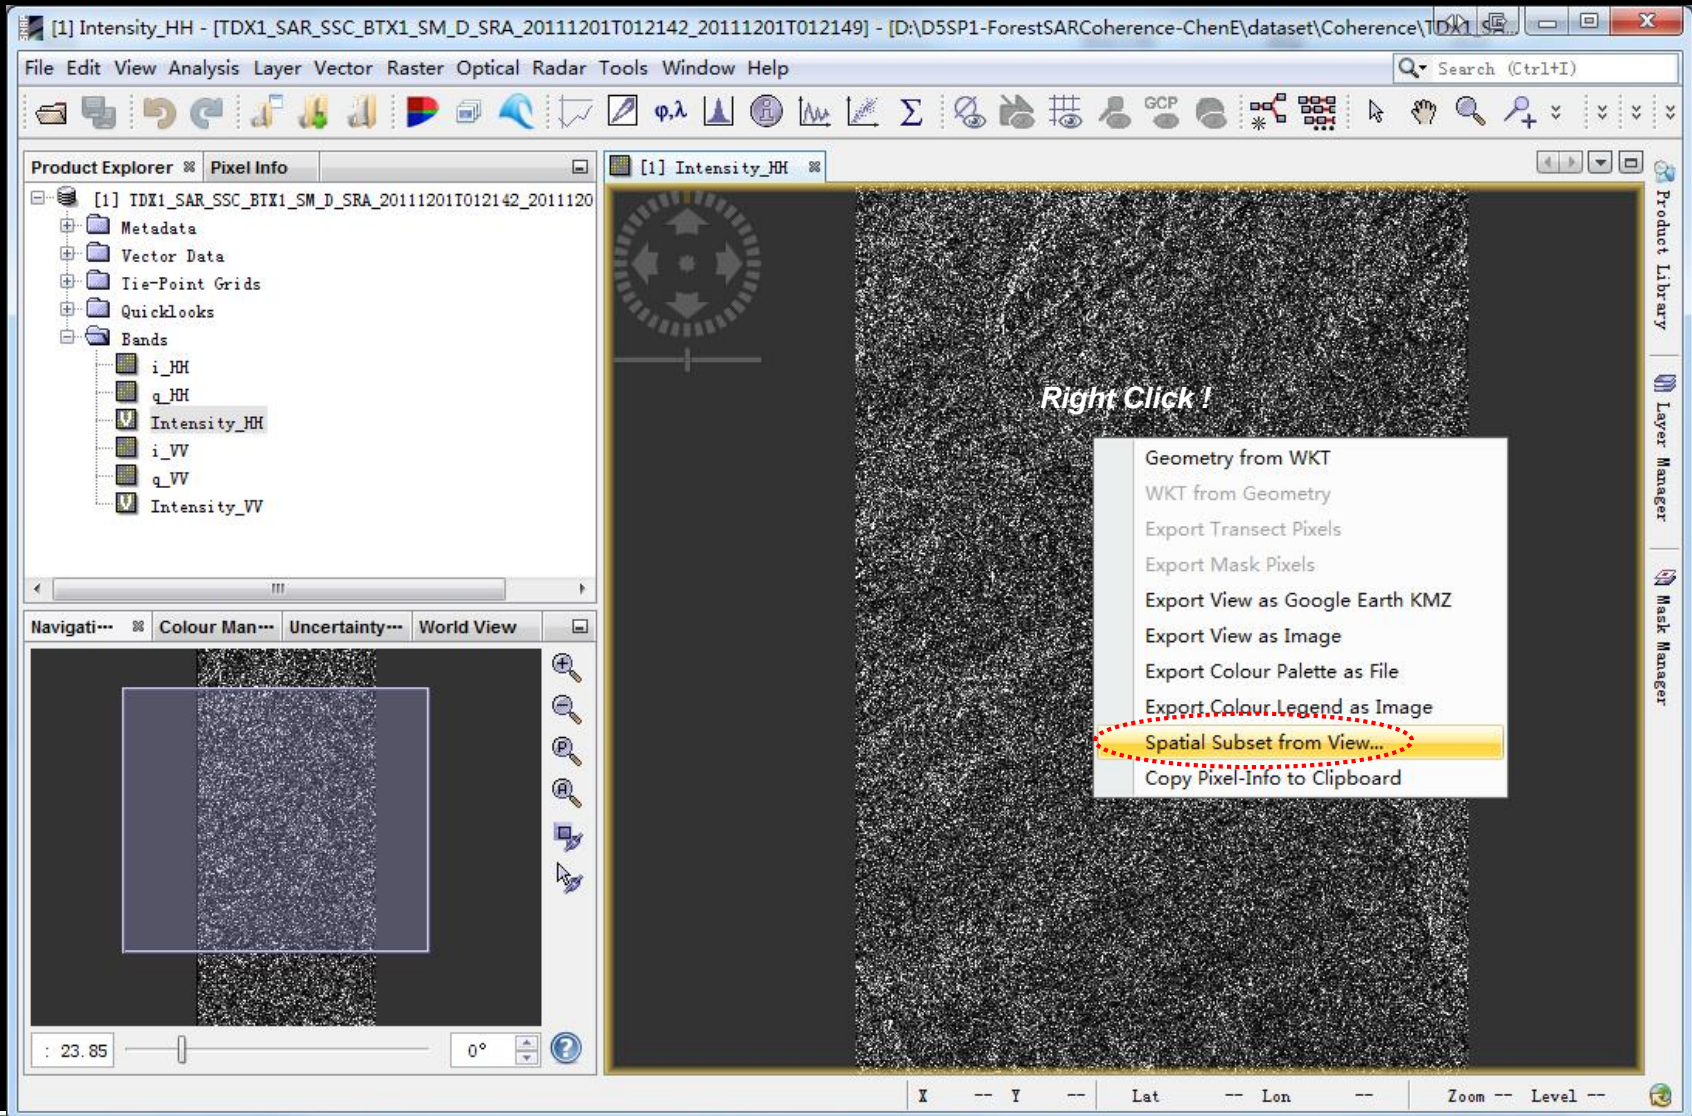 [1] Intensity_HH - [TDX1_SAR_SSC_BTX1_SM_D_SRA_20111201T012142_20111201T012149] - [D:\D5SP1-ForestSARCoherence-ChenE\dataset\Coherence\TDX1_SA...
File Edit View Analysis Layer Vector Raster Optical Radar Tools Window Help
Search (Ctrl+I)
φ,λ
GCP
Product Explorer
Pixel Info
[1] Intensity_HH
[1] TDX1_SAR_SSC_BTX1_SM_D_SRA_20111201T012142_2011120
Metadata
Vector Data
Tie-Point Grids
Quicklooks
Bands
i_HH
q_HH
Intensity_HH
i_VV
q_VV
Intensity_VV
Right Click !
Geometry from WKT
WKT from Geometry
Export Transect Pixels
Export Mask Pixels
Export View as Google Earth KMZ
Export View as Image
Export Colour Palette as File
Export Colour Legend as Image
Spatial Subset from View...
Copy Pixel-Info to Clipboard
Product Library
Layer Manager
Mask Manager
Navigati...
Colour Man...
Uncertainty...
World View
: 23.85
0°
X -- Y -- Lat -- Lon -- Zoom -- Level --